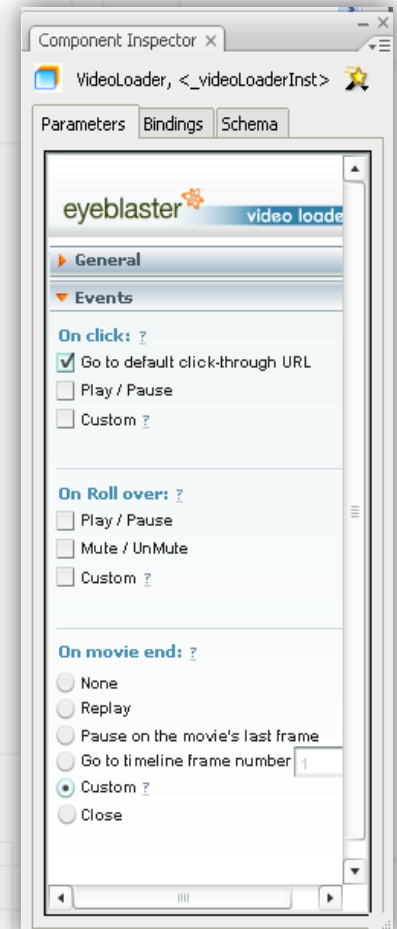 Component Inspector ×
VideoLoader, <_videoLoaderInst>
Parameters Bindings Schema
eyeblaster video loade
General
Events
On click: ?
Go to default click-through URL
Play / Pause
Custom ?
On Roll over: ?
Play / Pause
Mute / UnMute
Custom ?
On movie end: ?
None
Replay
Pause on the movie's last frame
Go to timeline frame number 1
Custom ?
Close